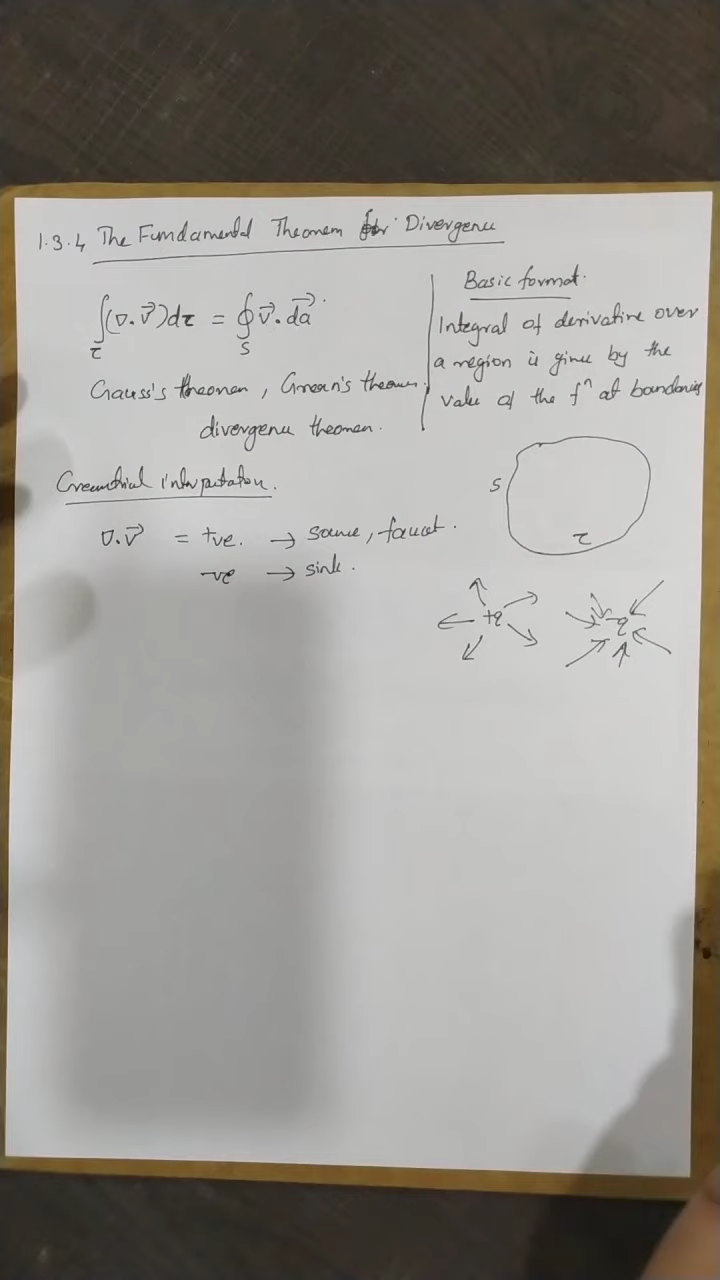 1.3.4 The Fundamental Theorem for Divergence
∫(∇.v⃗)dτ = ∮v⃗.da⃗
τ S
Gauss's theorem, Green's theorem,
divergence theorem.
Basic format.
Integral of derivative over
a region is given by the
value of the fⁿ at boundaries
Geometrical interpretation.
∇.v⃗ = +ve. → source, faucet.
-ve → sink.
S
τ
+q
-q